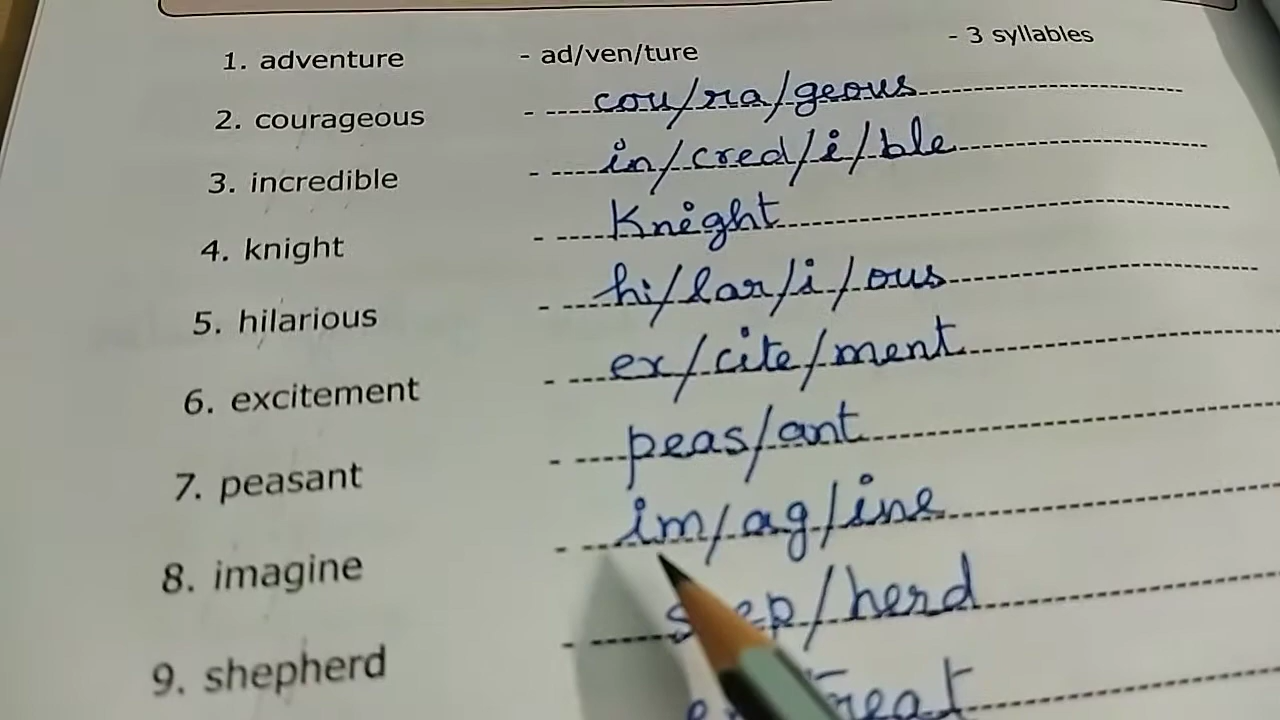 1. adventure - ad/ven/ture - 3 syllables
2. courageous - cou/ra/geous
3. incredible - in/cred/i/ble
4. knight - Knight
5. hilarious - hi/lar/i/ous
6. excitement - ex/cite/ment
7. peasant - peas/ant
8. imagine - im/ag/ine
9. shepherd - /herd